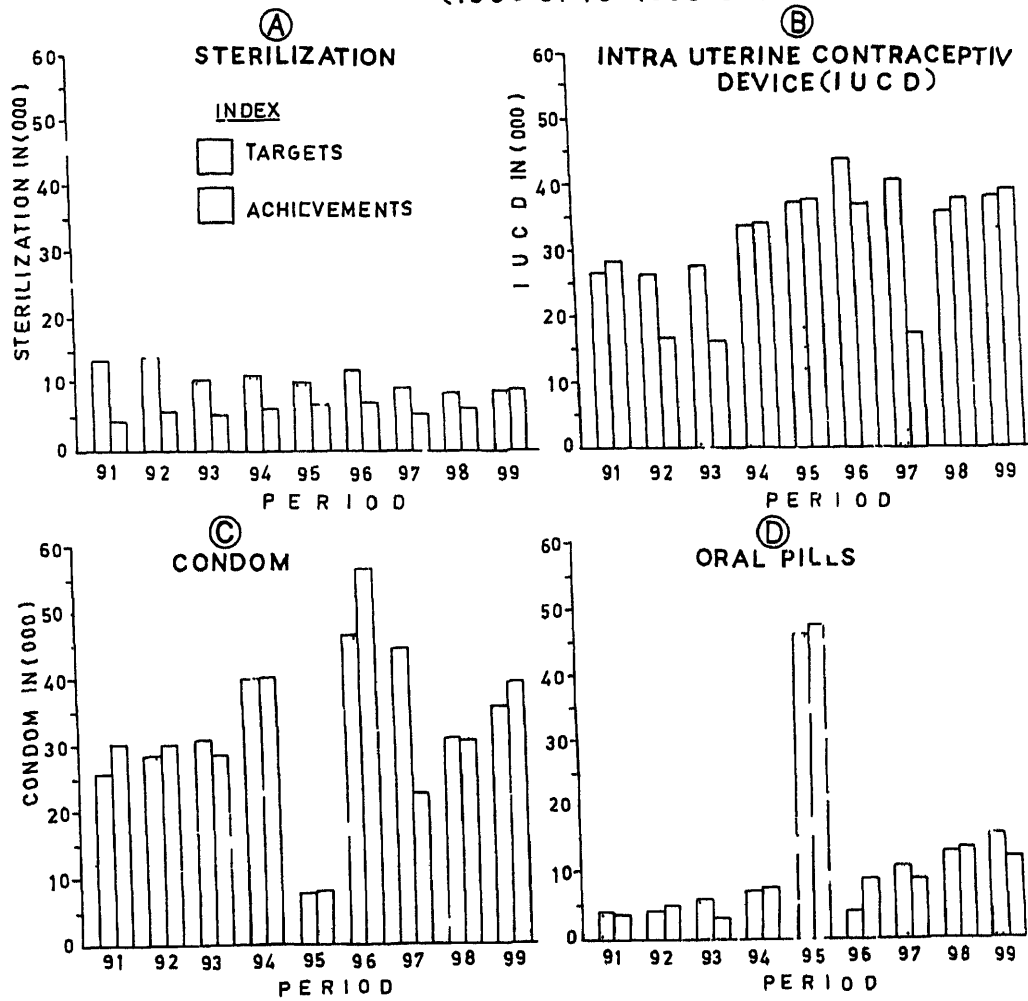 A
STERILIZATION
60
50
40
30
20
10
0
STERILIZATION IN(000)
INDEX
TARGETS
ACHIEVEMENTS
91 92 93 94 95 96 97 98 99
PERIOD
B
INTRA UTERINE CONTRACEPTIV
DEVICE(IUCD)
60
50
40
30
20
10
0
I U C D IN(000)
91 92 93 94 95 96 97 98 99
PERIOD
C
CONDOM
60
50
40
30
20
10
0
CONDOM IN(000)
91 92 93 94 95 96 97 98 99
PERIOD
D
ORAL PILLS
60
50
40
30
20
10
0
91 92 93 94 95 96 97 98 99
PERIOD